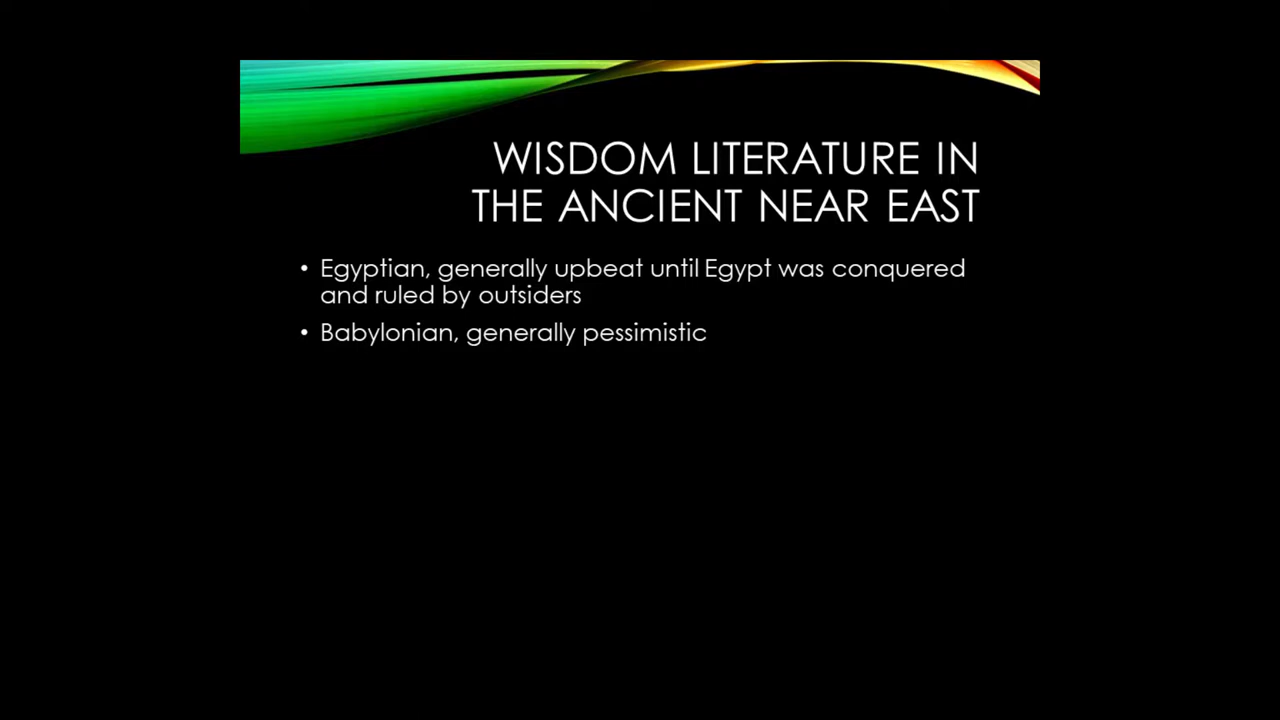 WISDOM LITERATURE IN
THE ANCIENT NEAR EAST
• Egyptian, generally upbeat until Egypt was conquered
and ruled by outsiders
• Babylonian, generally pessimistic